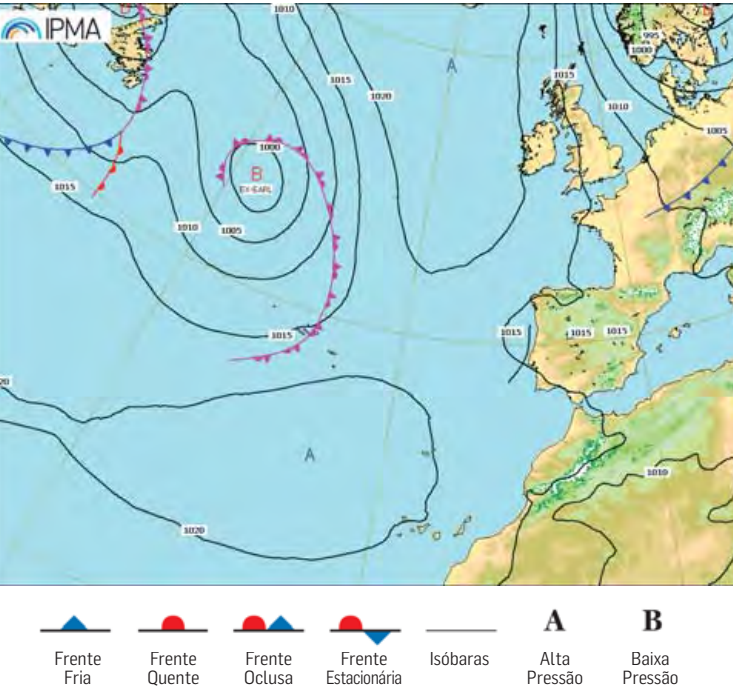 IPMA
1010
995
1000
A
1015
1015
1020
1010
1005
1000
B
EX-EARL
1015
1010
1005
1015
1015
1015
1015
20
A
1010
1020
A
B
Frente
Fria
Frente
Quente
Frente
Oclusa
Frente
Estacionária
Isóbaras
Alta
Pressão
Baixa
Pressão